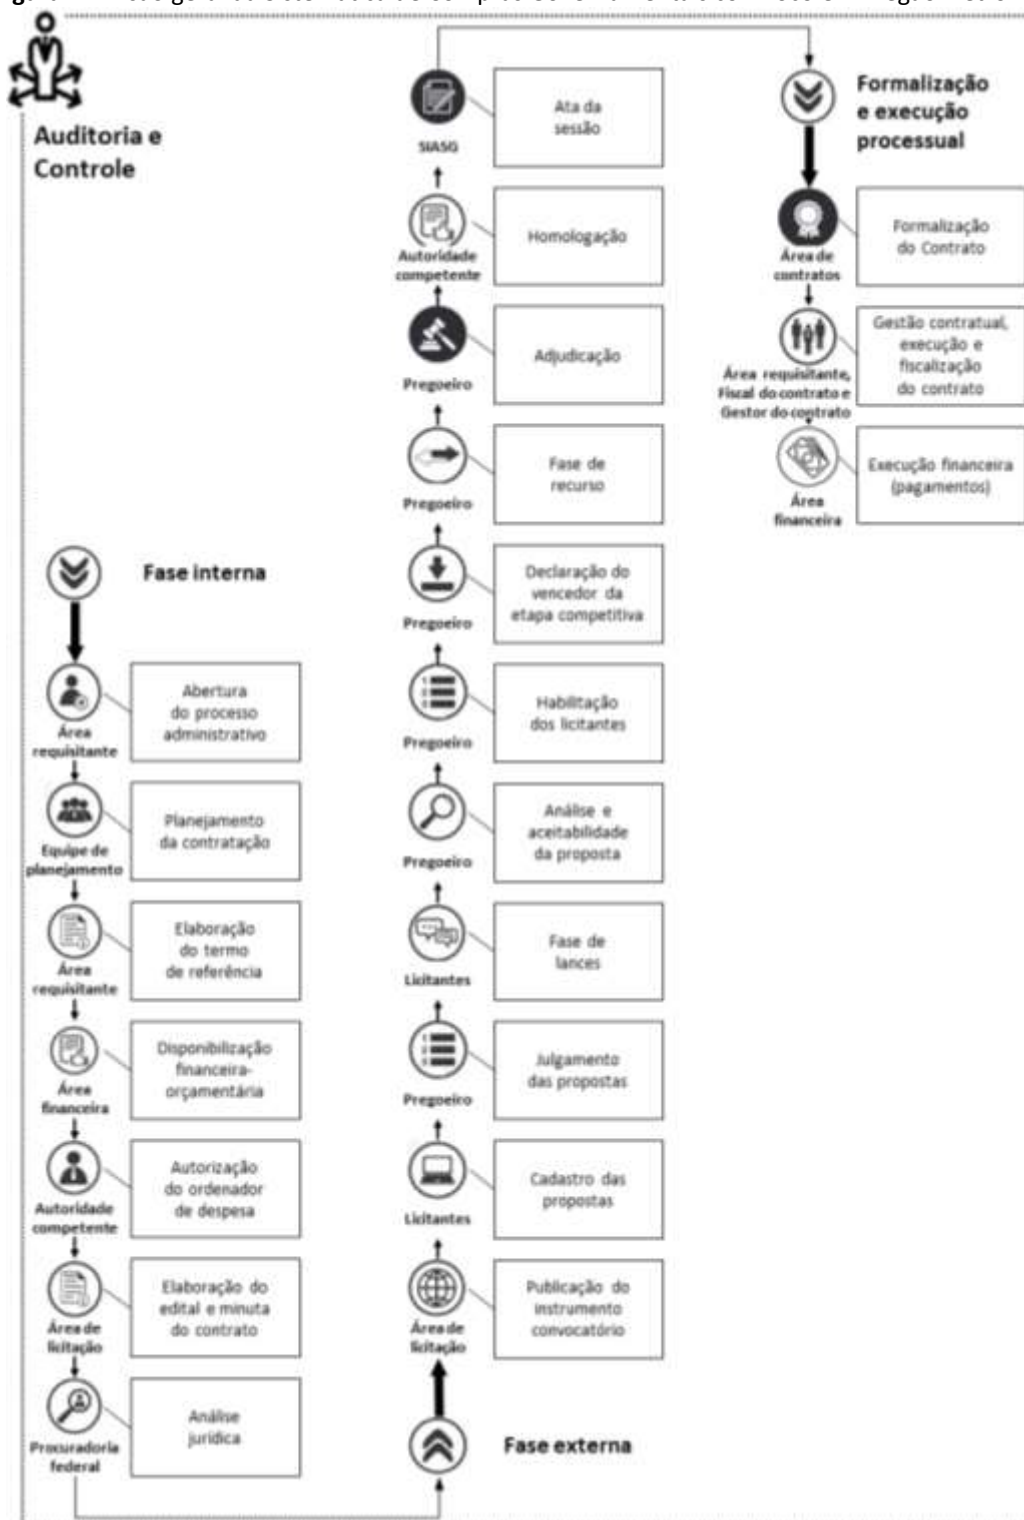 Auditoria e
Controle
Fase interna
Abertura
do processo
administrativo
Área
requisitante
Planejamento
da contratação
Equipe de
planejamento
Elaboração
do termo
de referência
Área
requisitante
Disponibilização
financeira-
orçamentária
Área
financeira
Autorização
do ordenador
de despesa
Autoridade
competente
Elaboração do
edital e minuta
do contrato
Área de
licitação
Análise
jurídica
Procuradoria
federal
Fase externa
Publicação do
instrumento
convocatório
Área de
licitação
Cadastro das
propostas
Licitantes
Julgamento
das propostas
Pregoeiro
Fase de
lances
Licitantes
Análise e
aceitabilidade
da proposta
Pregoeiro
Habilitação
dos licitantes
Pregoeiro
Declaração do
vencedor da
etapa competitiva
Pregoeiro
Fase de
recurso
Pregoeiro
Adjudicação
Pregoeiro
Homologação
Autoridade
competente
Ata da
sessão
SIASG
Formalização
e execução
processual
Formalização
do Contrato
Área de
contratos
Gestão contratual,
execução e
fiscalização
do contrato
Área requisitante,
Fiscal do contrato e
Gestor do contrato
Execução financeira
(pagamentos)
Área
financeira